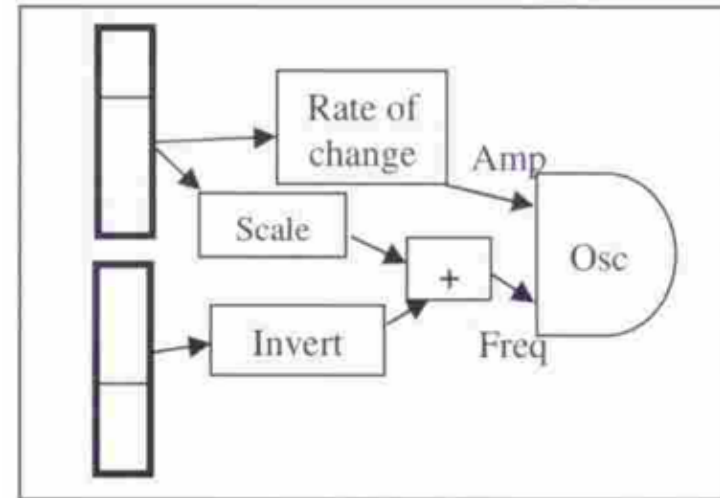 Rate of
change
Amp
Scale
Osc
+
Invert
Freq